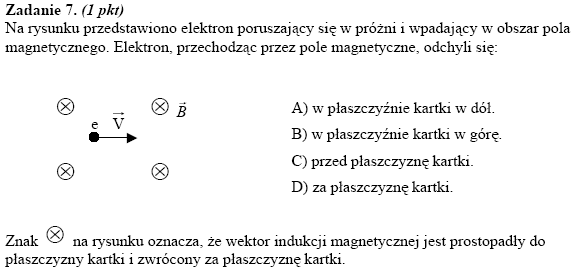 Zadanie 7. (1 pkt)
Na rysunku przedstawiono elektron poruszający się w próżni i wpadający w obszar pola
magnetycznego. Elektron, przechodząc przez pole magnetyczne, odchyli się:
B
e V
A) w płaszczyźnie kartki w dół.
B) w płaszczyźnie kartki w górę.
C) przed płaszczyznę kartki.
D) za płaszczyznę kartki.
Znak ⊗ na rysunku oznacza, że wektor indukcji magnetycznej jest prostopadły do
płaszczyzny kartki i zwrócony za płaszczyznę kartki.